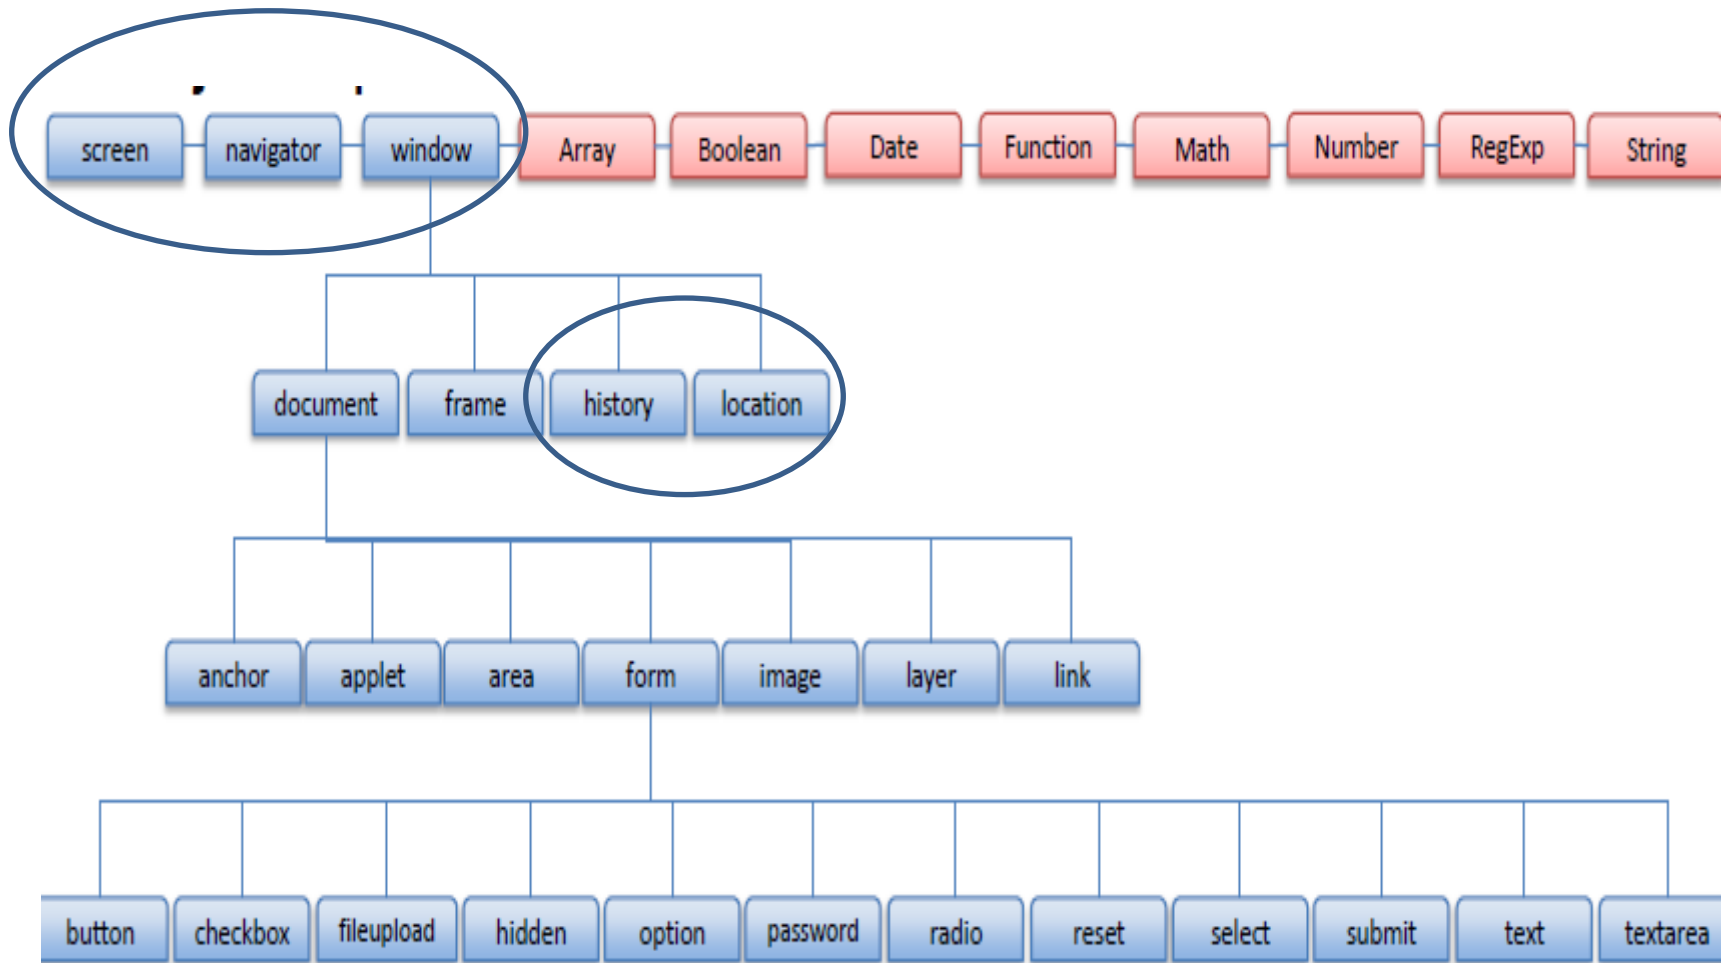 screen navigator window Array Boolean Date Function Math Number RegExp String
document frame history location
anchor applet area form image layer link
button checkbox fileupload hidden option password radio reset select submit text textarea